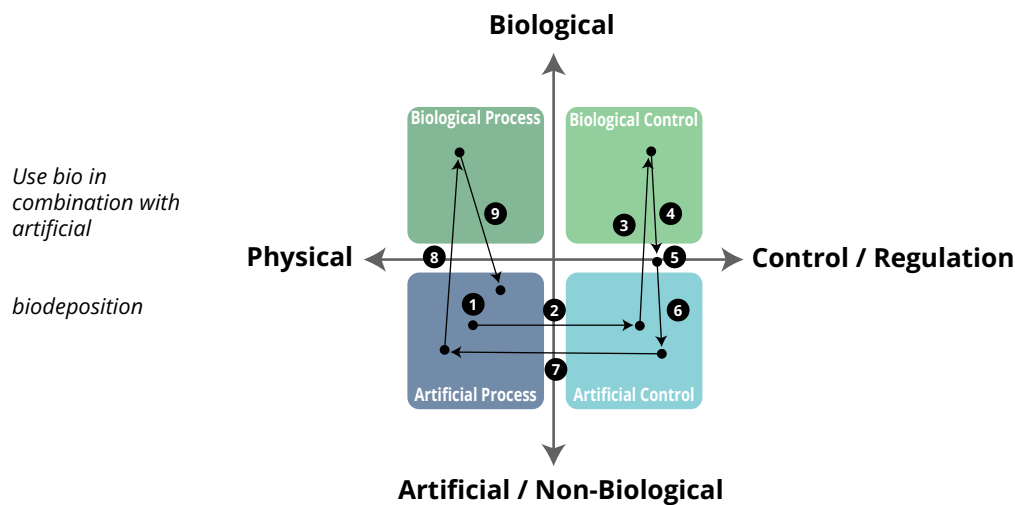 Biological
Biological Process
Biological Control
Use bio in
combination with
artificial
9
3
4
Physical
8
5
Control / Regulation
biodeposition
1
2
6
7
Artificial Process
Artificial Control
Artificial / Non-Biological